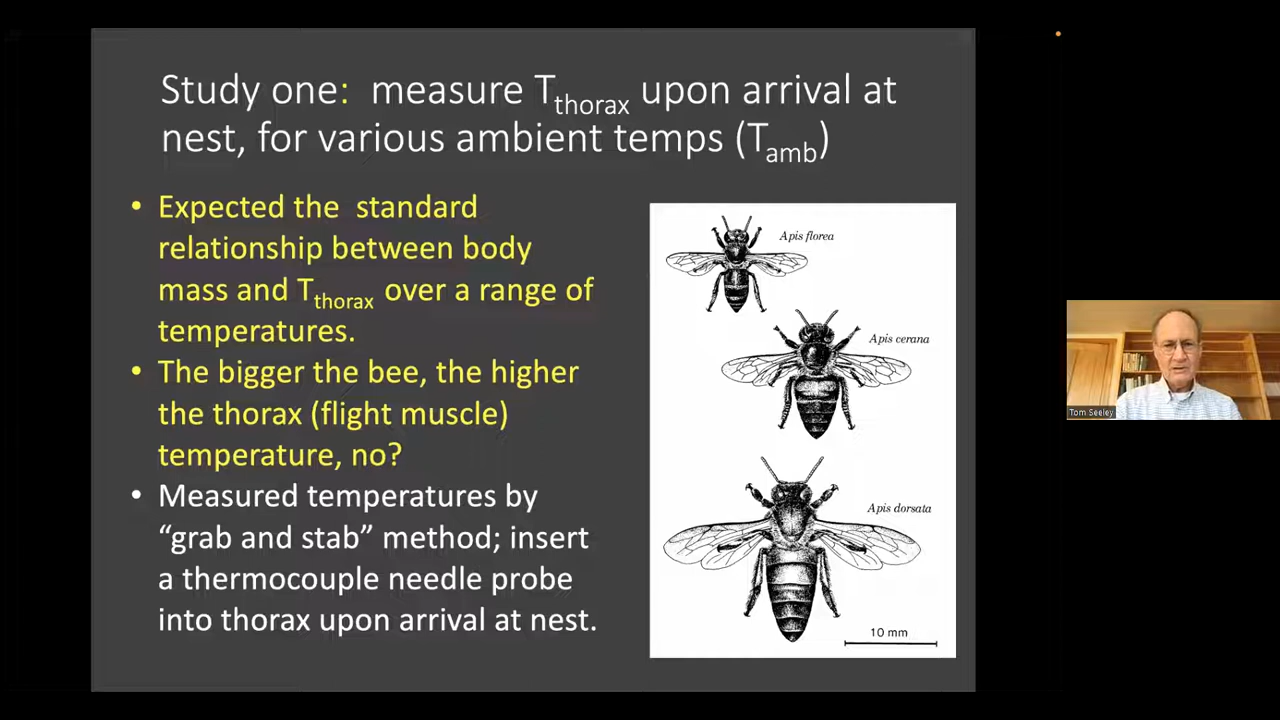 Study one: measure Tthorax upon arrival at
nest, for various ambient temps (Tamb)
• Expected the standard
relationship between body
mass and Tthorax over a range of
temperatures.
• The bigger the bee, the higher
the thorax (flight muscle)
temperature, no?
• Measured temperatures by
“grab and stab” method; insert
a thermocouple needle probe
into thorax upon arrival at nest.
Apis florea
Apis cerana
Apis dorsata
10 mm
Tom Seeley